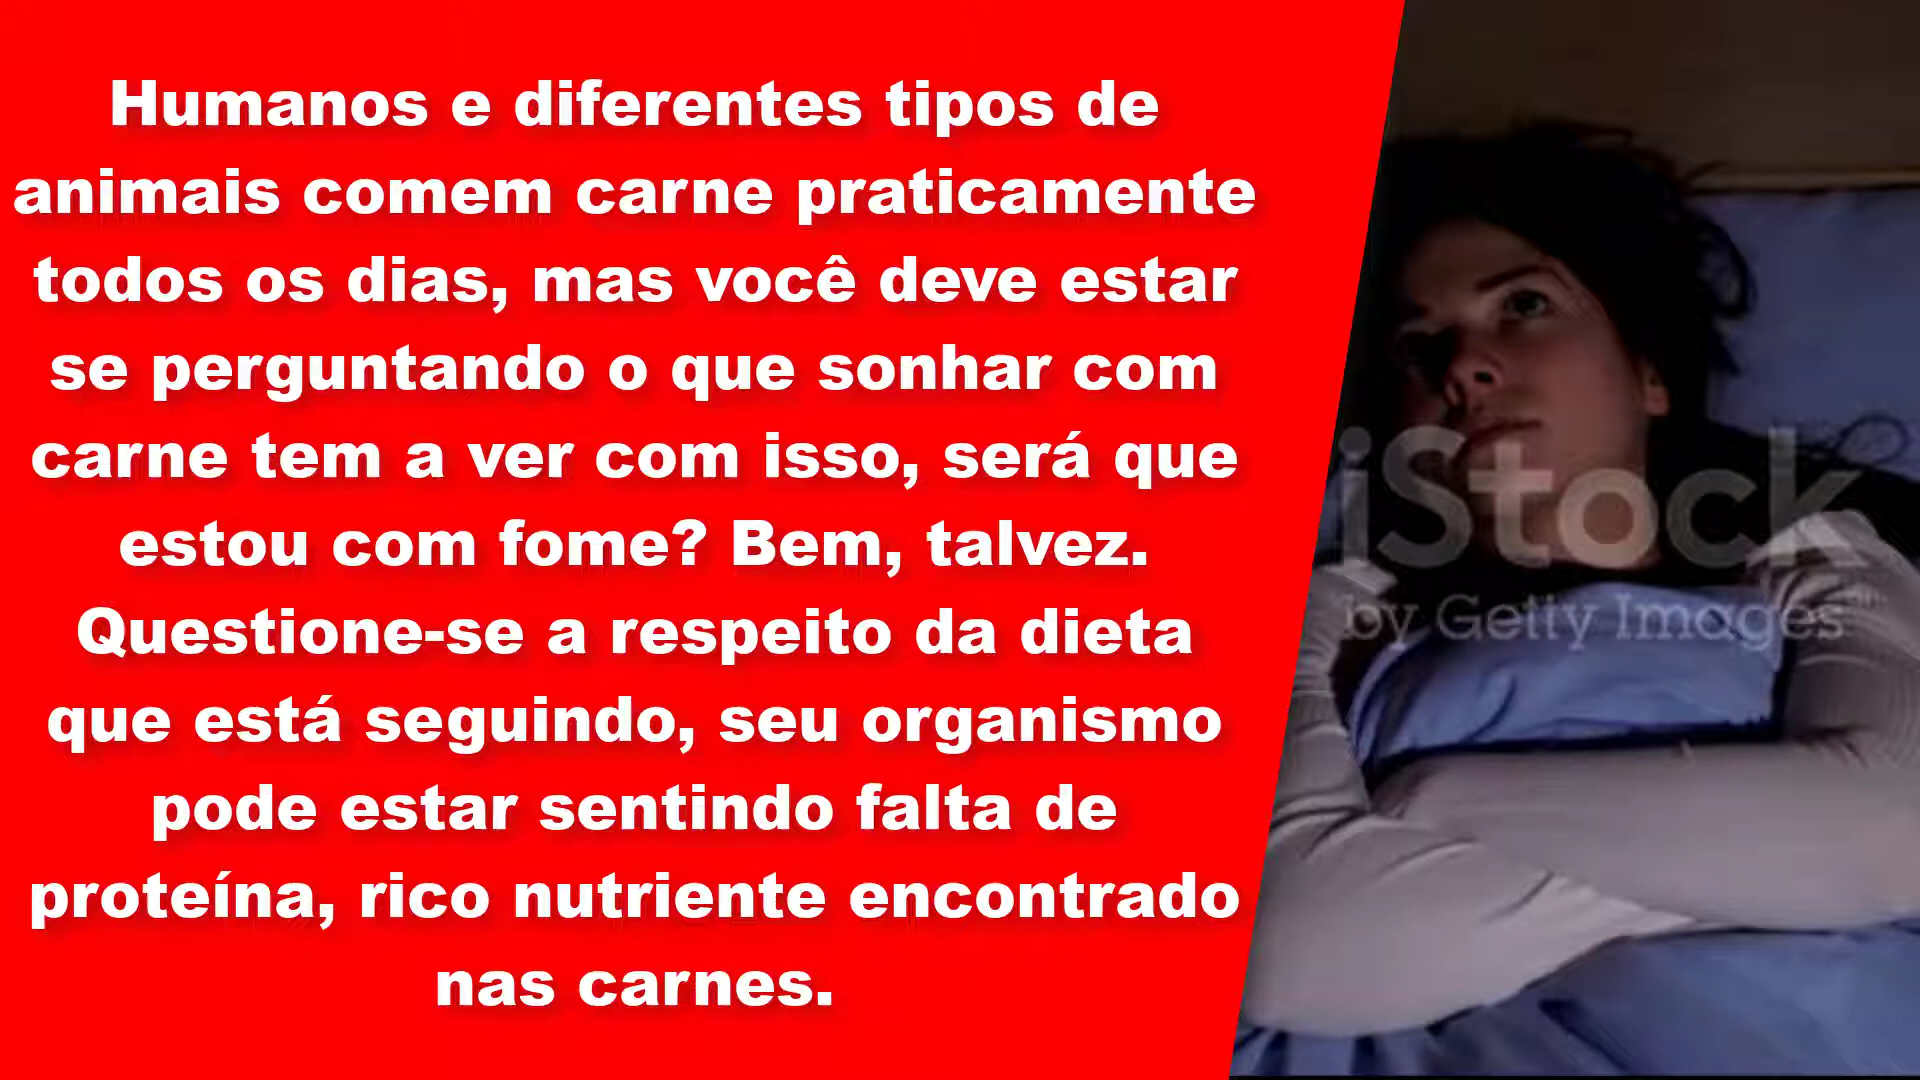 Humanos e diferentes tipos de
animais comem carne praticamente
todos os dias, mas você deve estar
se perguntando o que sonhar com
carne tem a ver com isso, será que
estou com fome? Bem, talvez.
Questione-se a respeito da dieta
que está seguindo, seu organismo
pode estar sentindo falta de
proteína, rico nutriente encontrado
nas carnes.
iStock
by Getty Images